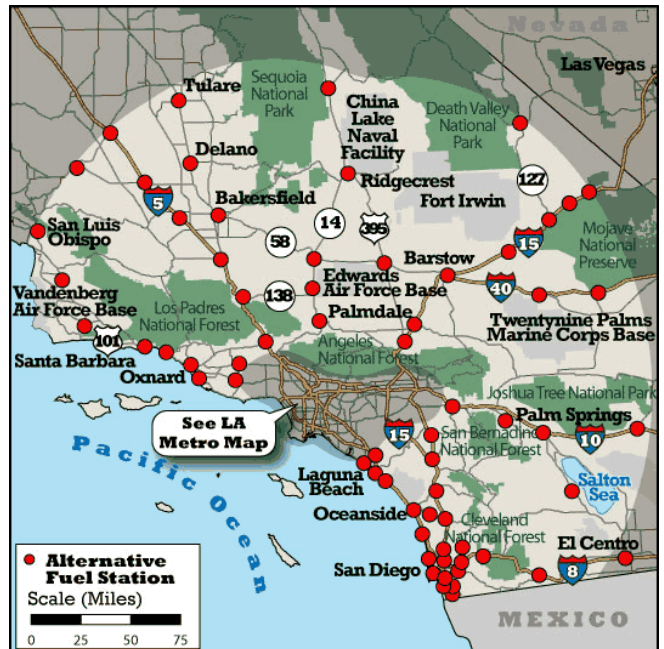 Nevada
Las Vegas
Tulare
Sequoia
National
Park
China
Lake
Naval
Facility
Death Valley
National
Park
Delano
Ridgecrest
127
Bakersfield
Fort Irwin
5
14
395
San Luis
Obispo
58
15
Mojave
National
Preserve
Barstow
Edwards
Air Force Base
40
Vandenberg
Air Force Base
138
Los Padres
National Forest
Palmdale
Twentynine Palms
Marine Corps Base
101
Santa Barbara
Angeles
National Forest
Oxnard
Joshua Tree National Park
See LA
Metro Map
Palm Springs
15
San Bernadino
National Forest
10
Pacific Ocean
Laguna
Beach
Salton
Sea
Oceanside
Cleveland
National Forest
El Centro
San Diego
8
Alternative
Fuel Station
Scale (Miles)
0 25 50 75
MEXICO